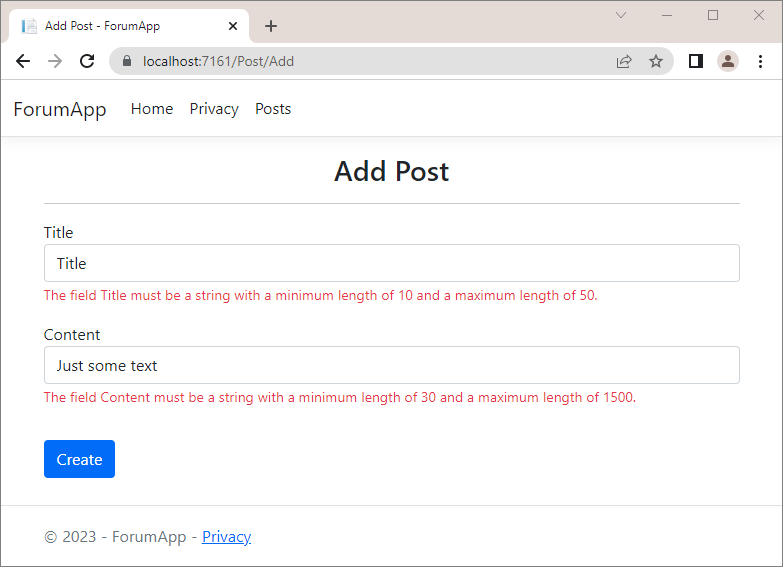 Add Post - ForumApp
localhost:7161/Post/Add
ForumApp Home Privacy Posts
Add Post
Title
Title
The field Title must be a string with a minimum length of 10 and a maximum length of 50.
Content
Just some text
The field Content must be a string with a minimum length of 30 and a maximum length of 1500.
Create
© 2023 - ForumApp - Privacy